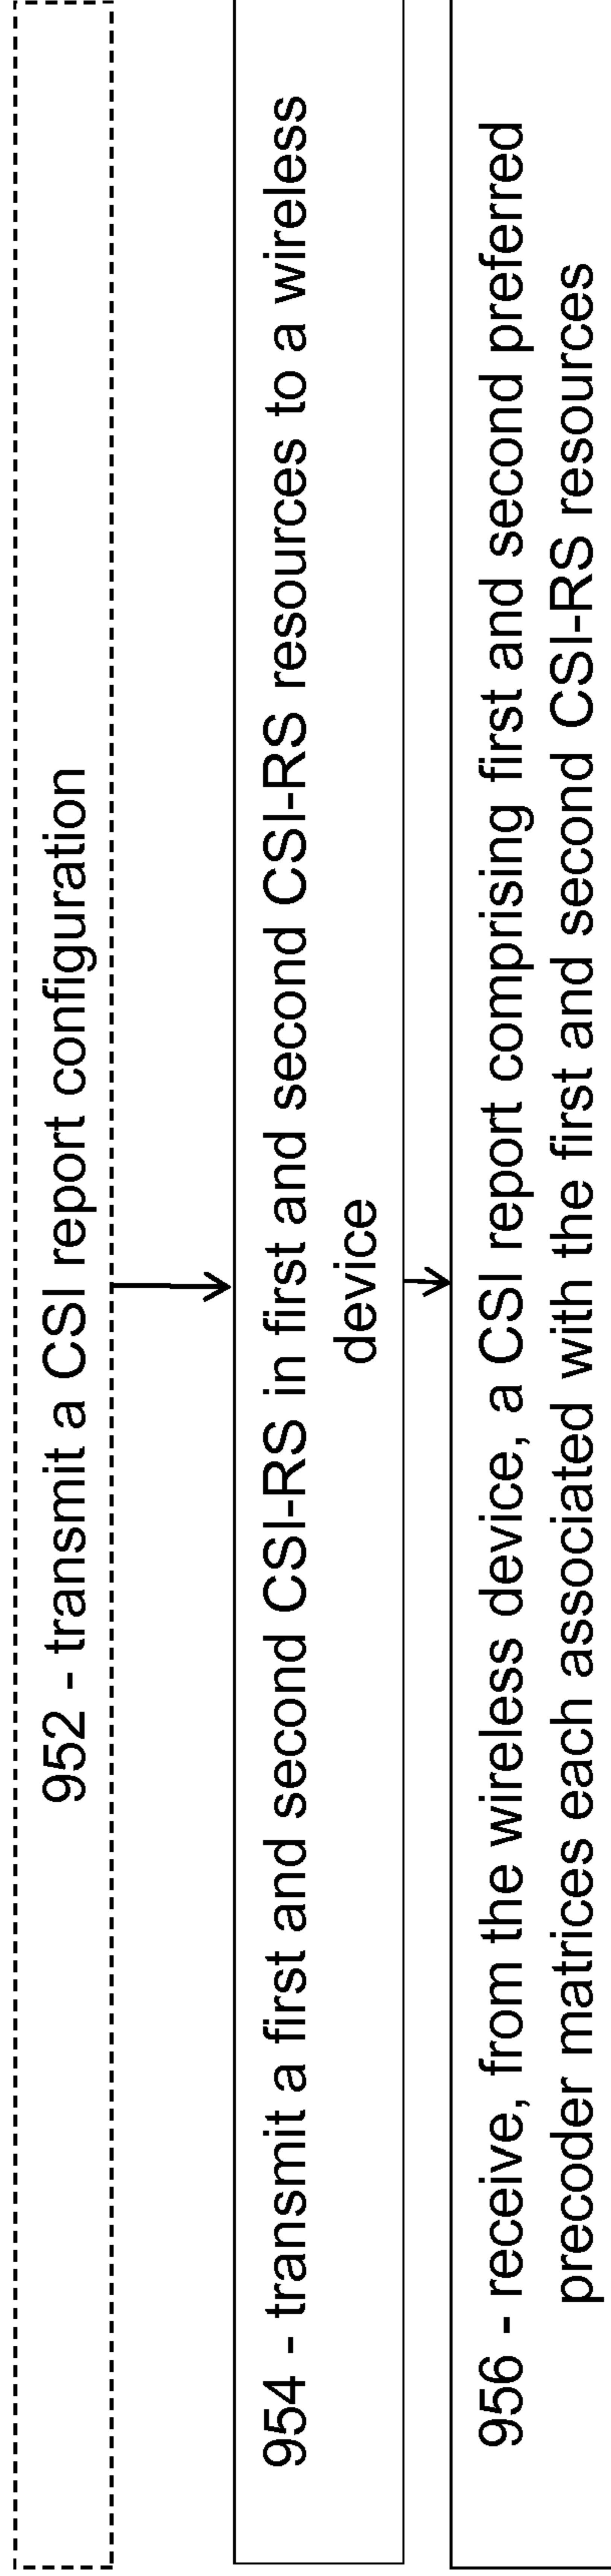 952 - transmit a CSI report configuration
954 - transmit a first and second CSI-RS in first and second CSI-RS resources to a wireless
device
956 - receive, from the wireless device, a CSI report comprising first and second preferred
precoder matrices each associated with the first and second CSI-RS resources